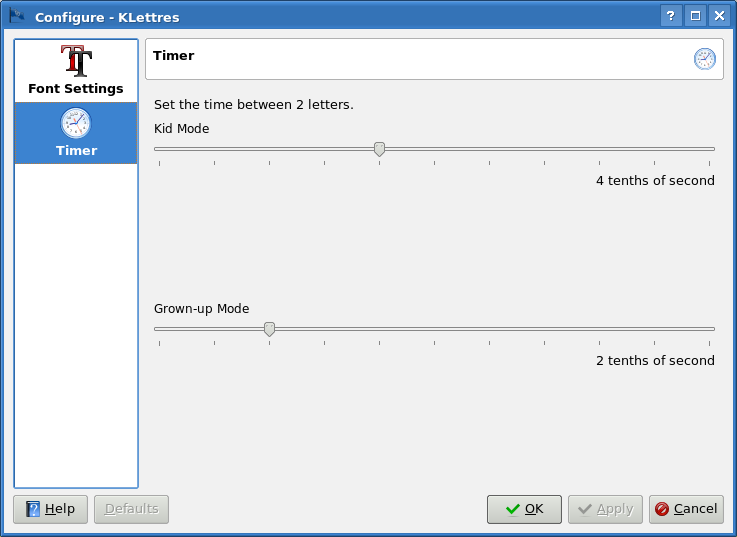 Configure - KLettres
?
Font Settings
Timer
Timer
Set the time between 2 letters.
Kid Mode
4 tenths of second
Grown-up Mode
2 tenths of second
Help
Defaults
OK
Apply
Cancel